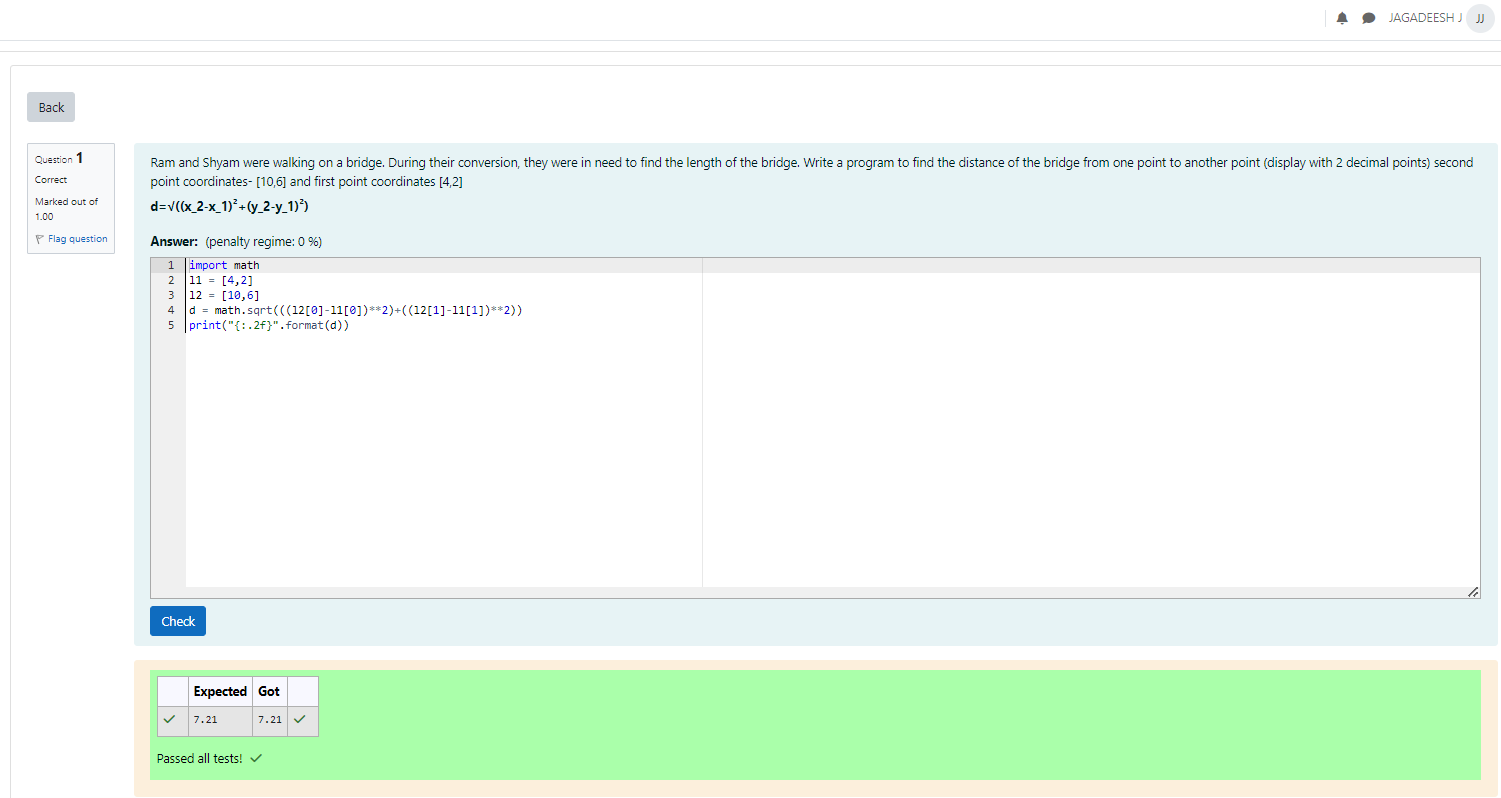 JAGADEESH J JJ
Back
Question 1
Correct
Marked out of
1.00
Flag question
Ram and Shyam were walking on a bridge. During their conversion, they were in need to find the length of the bridge. Write a program to find the distance of the bridge from one point to another point (display with 2 decimal points) second
point coordinates- [10,6] and first point coordinates [4,2]
d=√((x_2-x_1)²+(y_2-y_1)²)
Answer: (penalty regime: 0 %)
1 import math
2 l1 = [4,2]
3 l2 = [10,6]
4 d = math.sqrt(((l2[0]-l1[0])**2)+((l2[1]-l1[1])**2))
5 print("{:.2f}".format(d))
Check
Expected Got
7.21 7.21
Passed all tests!